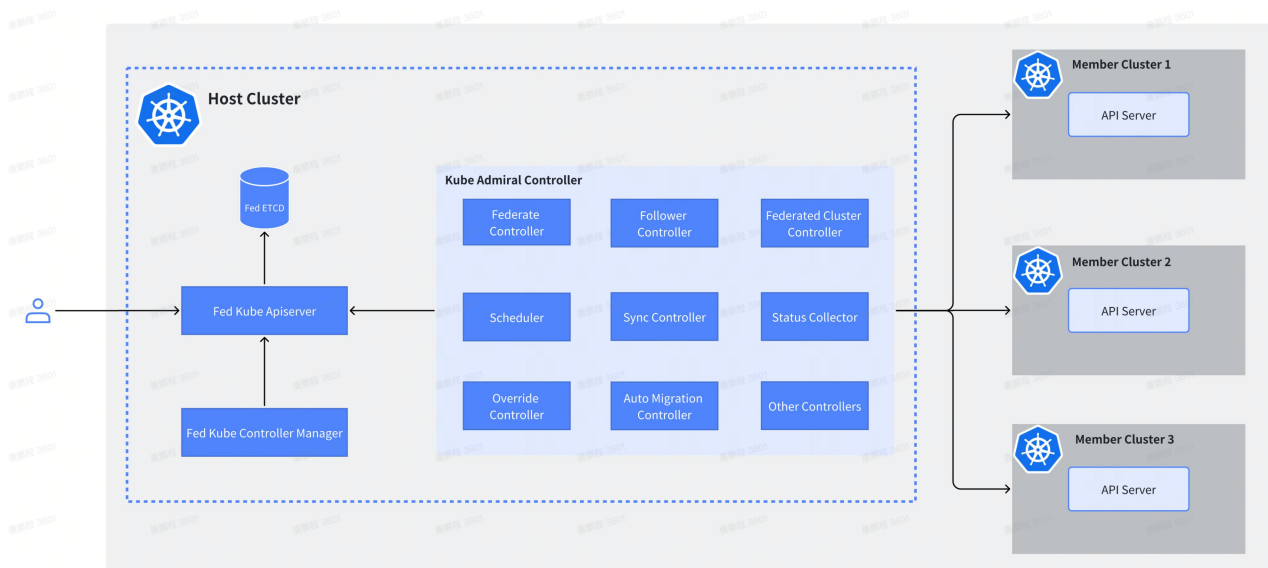 Host Cluster
Fed ETCD
Fed Kube Apiserver
Fed Kube Controller Manager
Kube Admiral Controller
Federate
Controller
Follower
Controller
Federated Cluster
Controller
Scheduler
Sync Controller
Status Collector
Override
Controller
Auto Migration
Controller
Other Controllers
Member Cluster 1
API Server
Member Cluster 2
API Server
Member Cluster 3
API Server